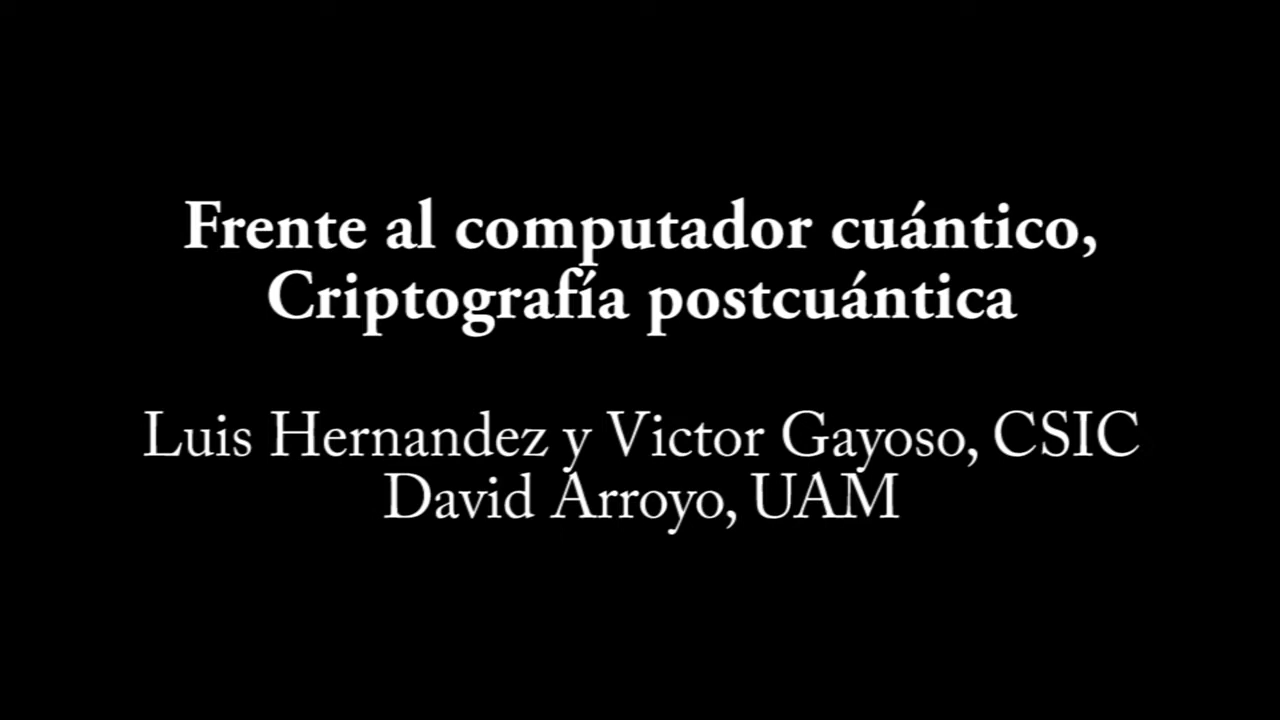 Frente al computador cuántico,
Criptografía postcuántica
Luis Hernandez y Victor Gayoso, CSIC
David Arroyo, UAM